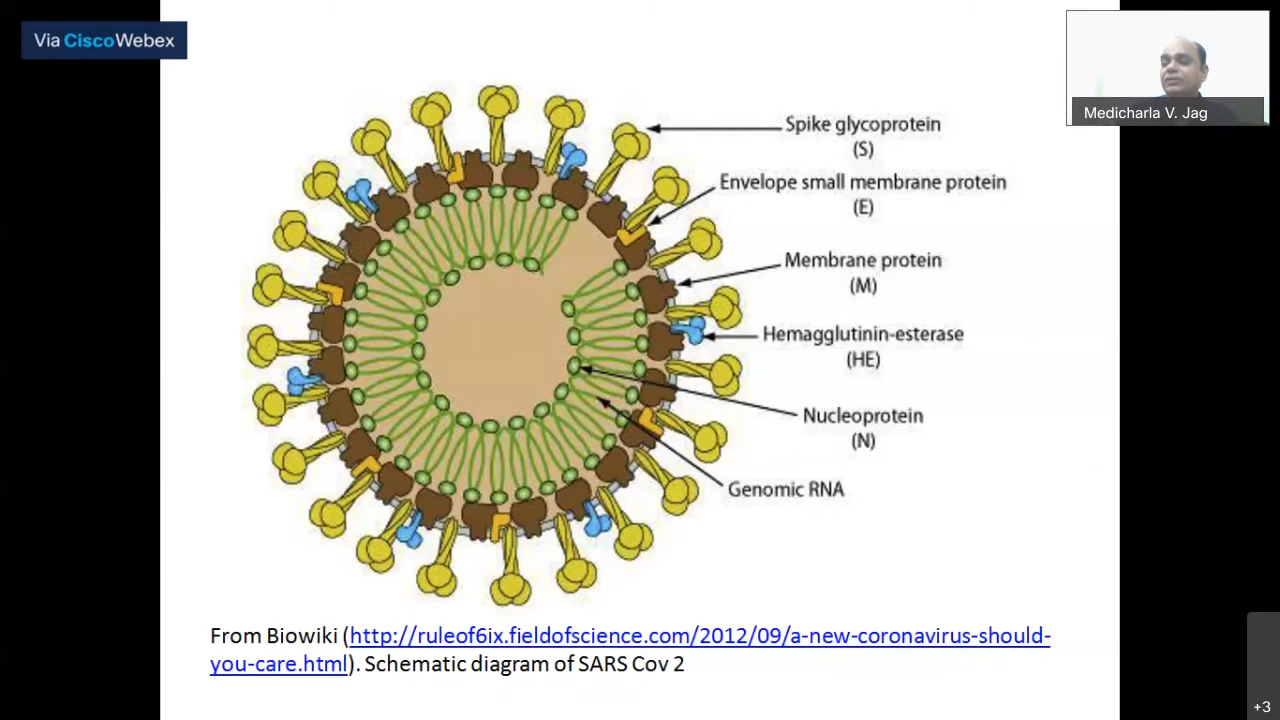 Via CiscoWebex
Medicharla V. Jag
Spike glycoprotein
(S)
Envelope small membrane protein
(E)
Membrane protein
(M)
Hemagglutinin-esterase
(HE)
Nucleoprotein
(N)
Genomic RNA
From Biowiki (http://ruleof6ix.fieldofscience.com/2012/09/a-new-coronavirus-should-
you-care.html). Schematic diagram of SARS Cov 2
+3